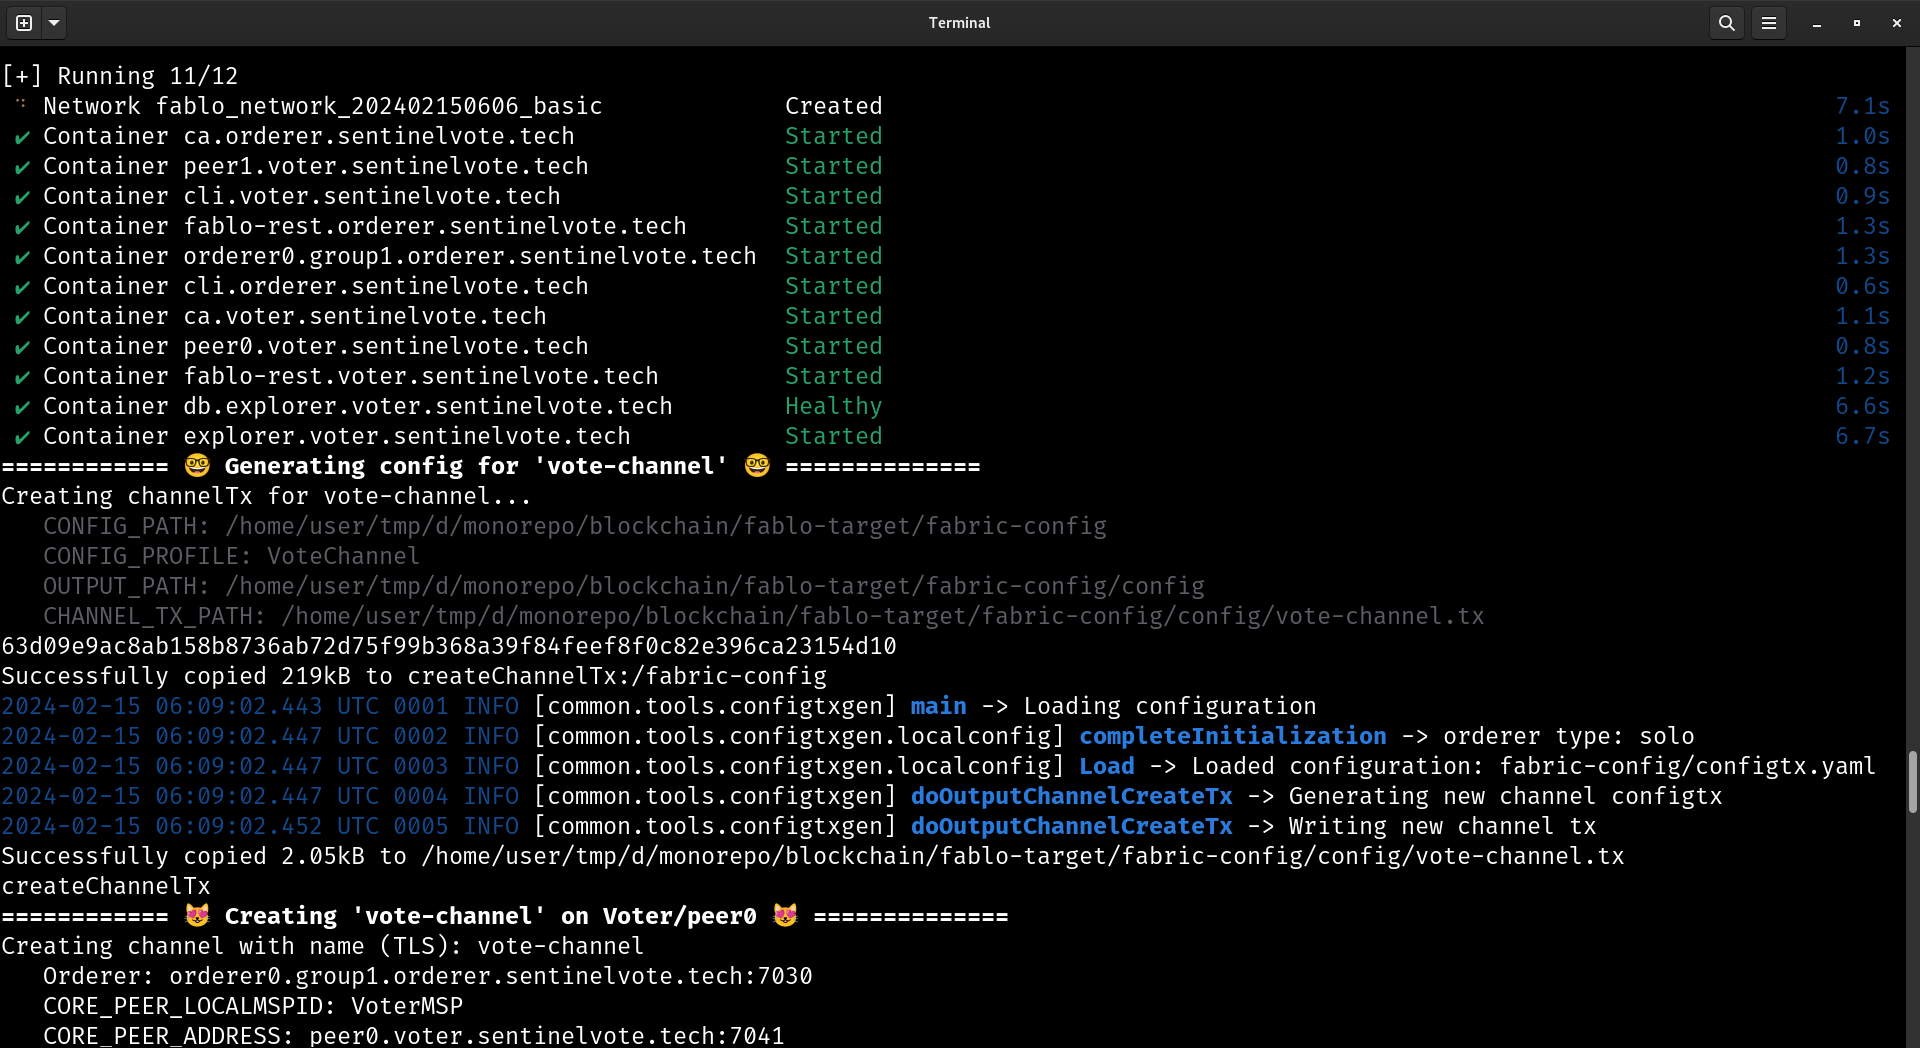 Terminal
[+] Running 11/12
⠙ Network fablo_network_202402150606_basic Created 7.1s
✔ Container ca.orderer.sentinelvote.tech Started 1.0s
✔ Container peer1.voter.sentinelvote.tech Started 0.8s
✔ Container cli.voter.sentinelvote.tech Started 0.9s
✔ Container fablo-rest.orderer.sentinelvote.tech Started 1.3s
✔ Container orderer0.group1.orderer.sentinelvote.tech Started 1.3s
✔ Container cli.orderer.sentinelvote.tech Started 0.6s
✔ Container ca.voter.sentinelvote.tech Started 1.1s
✔ Container peer0.voter.sentinelvote.tech Started 0.8s
✔ Container fablo-rest.voter.sentinelvote.tech Started 1.2s
✔ Container db.explorer.voter.sentinelvote.tech Healthy 6.6s
✔ Container explorer.voter.sentinelvote.tech Started 6.7s
============ 🤓 Generating config for 'vote-channel' 🤓 ==============
Creating channelTx for vote-channel...
CONFIG_PATH: /home/user/tmp/d/monorepo/blockchain/fablo-target/fabric-config
CONFIG_PROFILE: VoteChannel
OUTPUT_PATH: /home/user/tmp/d/monorepo/blockchain/fablo-target/fabric-config/config
CHANNEL_TX_PATH: /home/user/tmp/d/monorepo/blockchain/fablo-target/fabric-config/config/vote-channel.tx
63d09e9ac8ab158b8736ab72d75f99b368a39f84feef8f0c82e396ca23154d10
Successfully copied 219kB to createChannelTx:/fabric-config
2024-02-15 06:09:02.443 UTC 0001 INFO [common.tools.configtxgen] main -> Loading configuration
2024-02-15 06:09:02.447 UTC 0002 INFO [common.tools.configtxgen.localconfig] completeInitialization -> orderer type: solo
2024-02-15 06:09:02.447 UTC 0003 INFO [common.tools.configtxgen.localconfig] Load -> Loaded configuration: fabric-config/configtx.yaml
2024-02-15 06:09:02.447 UTC 0004 INFO [common.tools.configtxgen] doOutputChannelCreateTx -> Generating new channel configtx
2024-02-15 06:09:02.452 UTC 0005 INFO [common.tools.configtxgen] doOutputChannelCreateTx -> Writing new channel tx
Successfully copied 2.05kB to /home/user/tmp/d/monorepo/blockchain/fablo-target/fabric-config/config/vote-channel.tx
createChannelTx
============ 😻 Creating 'vote-channel' on Voter/peer0 😻 ==============
Creating channel with name (TLS): vote-channel
Orderer: orderer0.group1.orderer.sentinelvote.tech:7030
CORE_PEER_LOCALMSPID: VoterMSP
CORE_PEER_ADDRESS: peer0.voter.sentinelvote.tech:7041